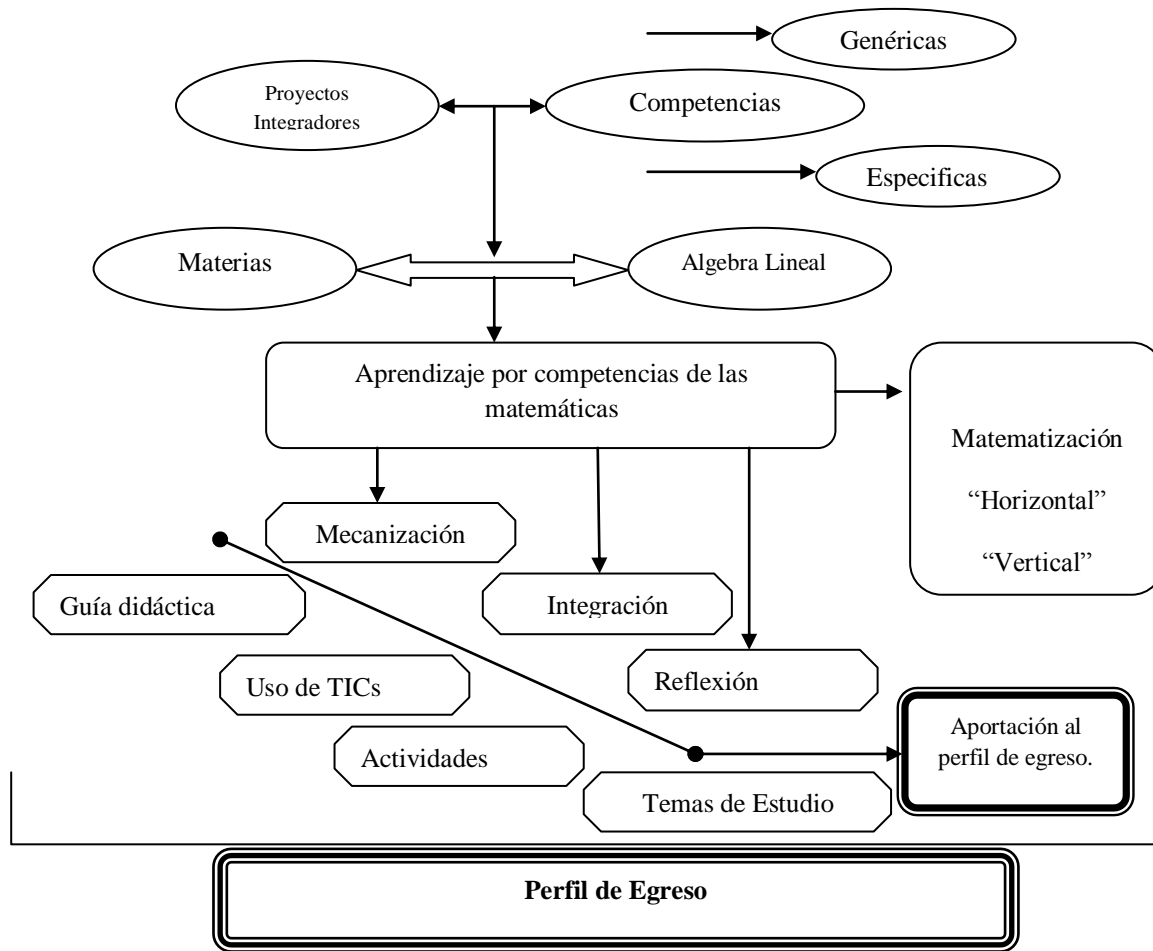 Genéricas
Proyectos
Integradores
Competencias
Especificas
Materias
Algebra Lineal
Aprendizaje por competencias de las
matemáticas
Matematización
“Horizontal”
“Vertical”
Mecanización
Guía didáctica
Integración
Uso de TICs
Reflexión
Actividades
Aportación al
perfil de egreso.
Temas de Estudio
Perfil de Egreso